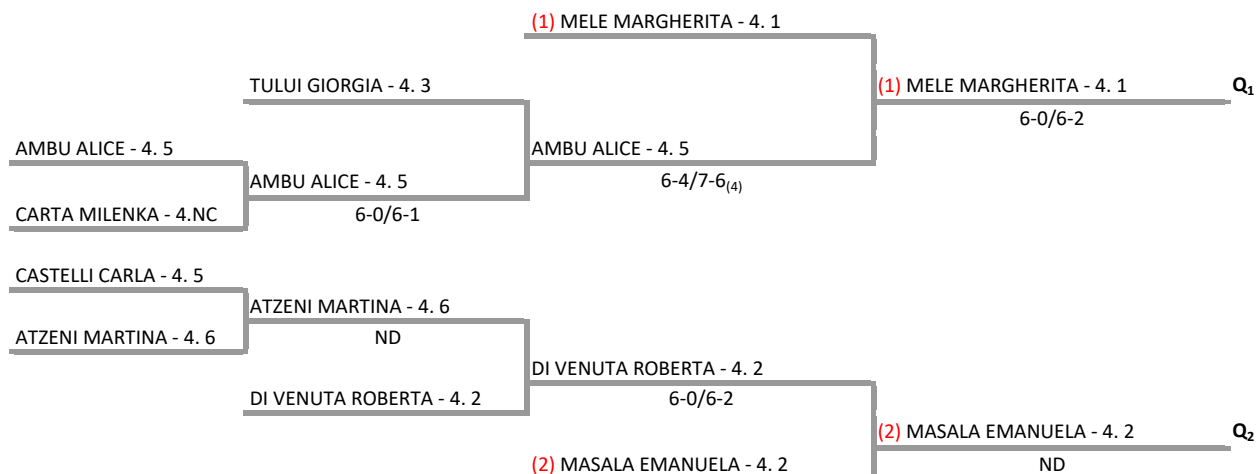 (1) MELE MARGHERITA - 4. 1
TULUI GIORGIA - 4. 3
(1) MELE MARGHERITA - 4. 1
Q1
6-0/6-2
AMBU ALICE - 4. 5
AMBU ALICE - 4. 5
AMBU ALICE - 4. 5
6-4/7-6(4)
CARTA MILENKA - 4.NC
6-0/6-1
CASTELLI CARLA - 4. 5
ATZENI MARTINA - 4. 6
ATZENI MARTINA - 4. 6
ND
DI VENUTA ROBERTA - 4. 2
DI VENUTA ROBERTA - 4. 2
6-0/6-2
(2) MASALA EMANUELA - 4. 2
Q2
(2) MASALA EMANUELA - 4. 2
ND